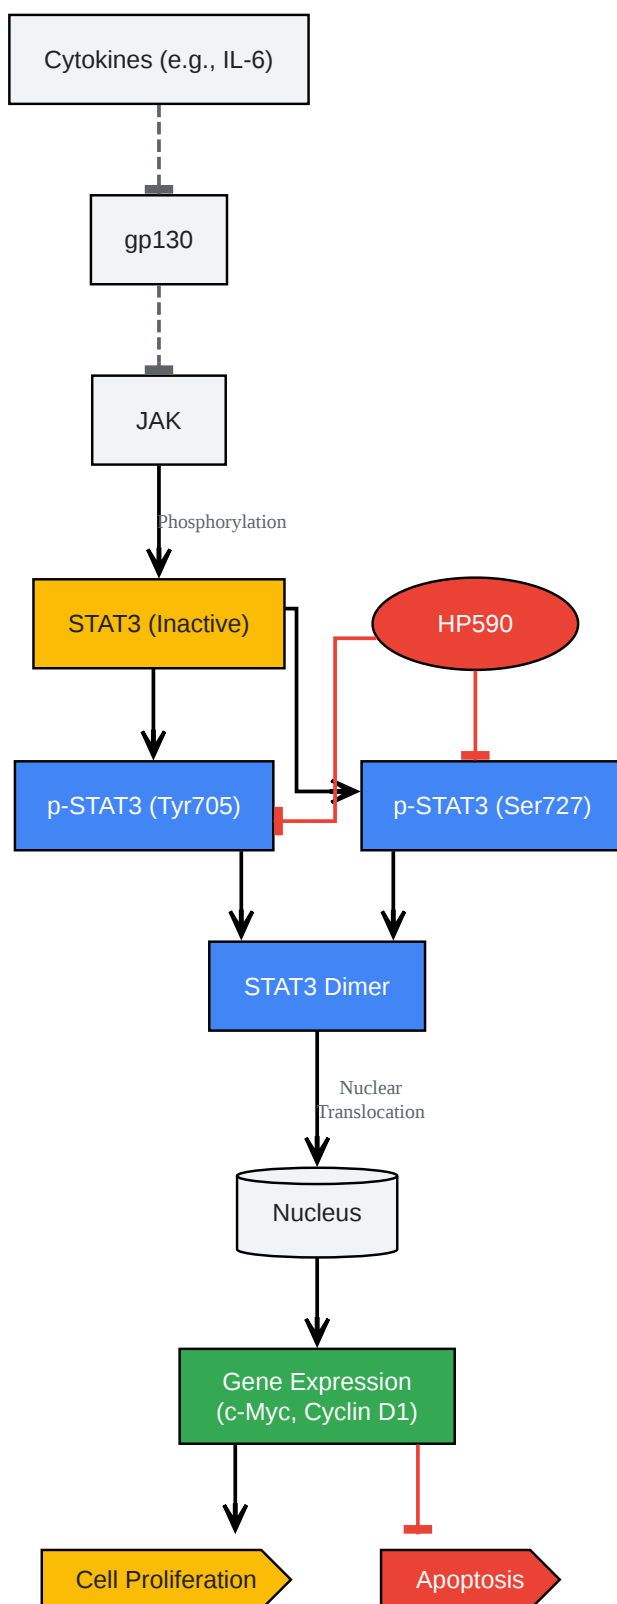 Cytokines (e.g., IL-6)
gp130
JAK
Phosphorylation
STAT3 (Inactive)
HP590
p-STAT3 (Tyr705)
p-STAT3 (Ser727)
STAT3 Dimer
Nuclear
Translocation
Nucleus
Gene Expression
(c-Myc, Cyclin D1)
Cell Proliferation
Apoptosis